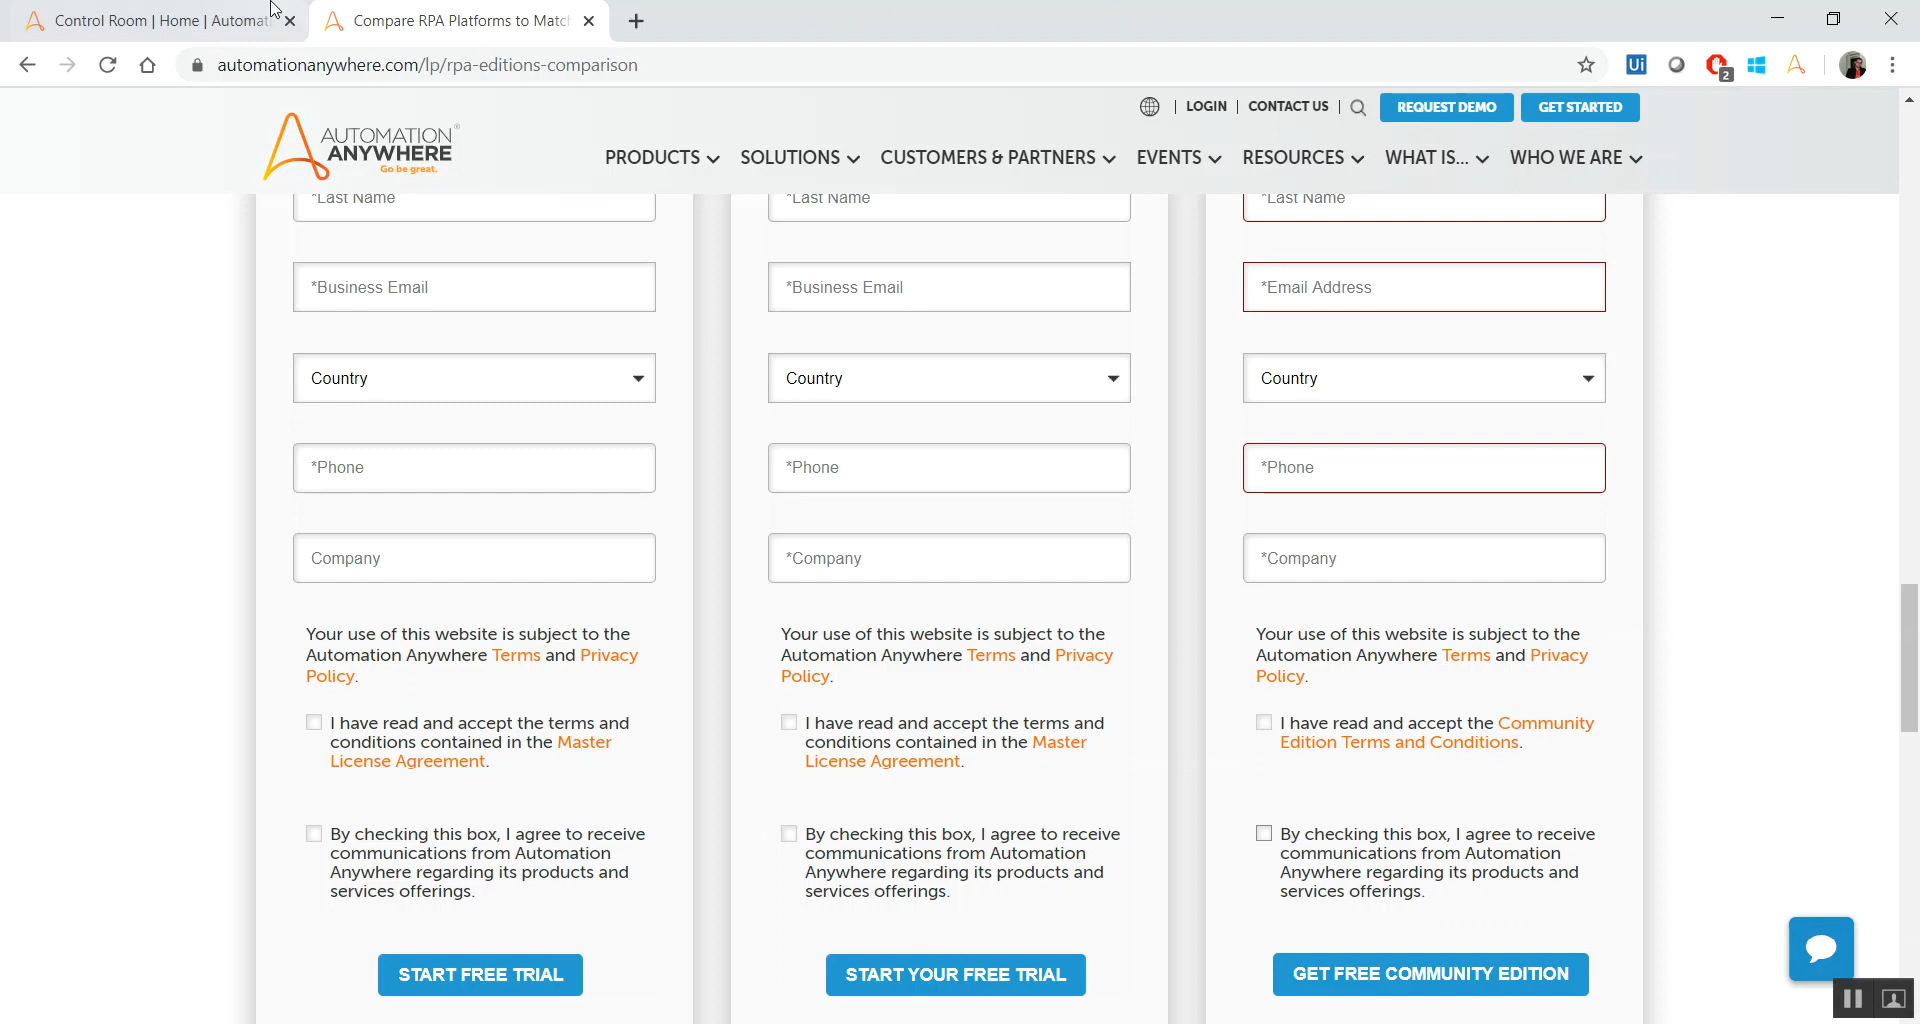 Control Room | Home | Automat
Compare RPA Platforms to Matc
automationanywhere.com/lp/rpa-editions-comparison
Ui
2
LOGIN | CONTACT US
REQUEST DEMO
GET STARTED
AUTOMATION ANYWHERE®
Go be great.
PRODUCTS
SOLUTIONS
CUSTOMERS & PARTNERS
EVENTS
RESOURCES
WHAT IS...
WHO WE ARE
*Last Name
*Business Email
Country
*Phone
Company
Your use of this website is subject to the
Automation Anywhere Terms and Privacy
Policy.
I have read and accept the terms and
conditions contained in the Master
License Agreement.
By checking this box, I agree to receive
communications from Automation
Anywhere regarding its products and
services offerings.
START FREE TRIAL
*Last Name
*Business Email
Country
*Phone
*Company
Your use of this website is subject to the
Automation Anywhere Terms and Privacy
Policy.
I have read and accept the terms and
conditions contained in the Master
License Agreement.
By checking this box, I agree to receive
communications from Automation
Anywhere regarding its products and
services offerings.
START YOUR FREE TRIAL
*Last Name
*Email Address
Country
*Phone
*Company
Your use of this website is subject to the
Automation Anywhere Terms and Privacy
Policy.
I have read and accept the Community
Edition Terms and Conditions.
By checking this box, I agree to receive
communications from Automation
Anywhere regarding its products and
services offerings.
GET FREE COMMUNITY EDITION